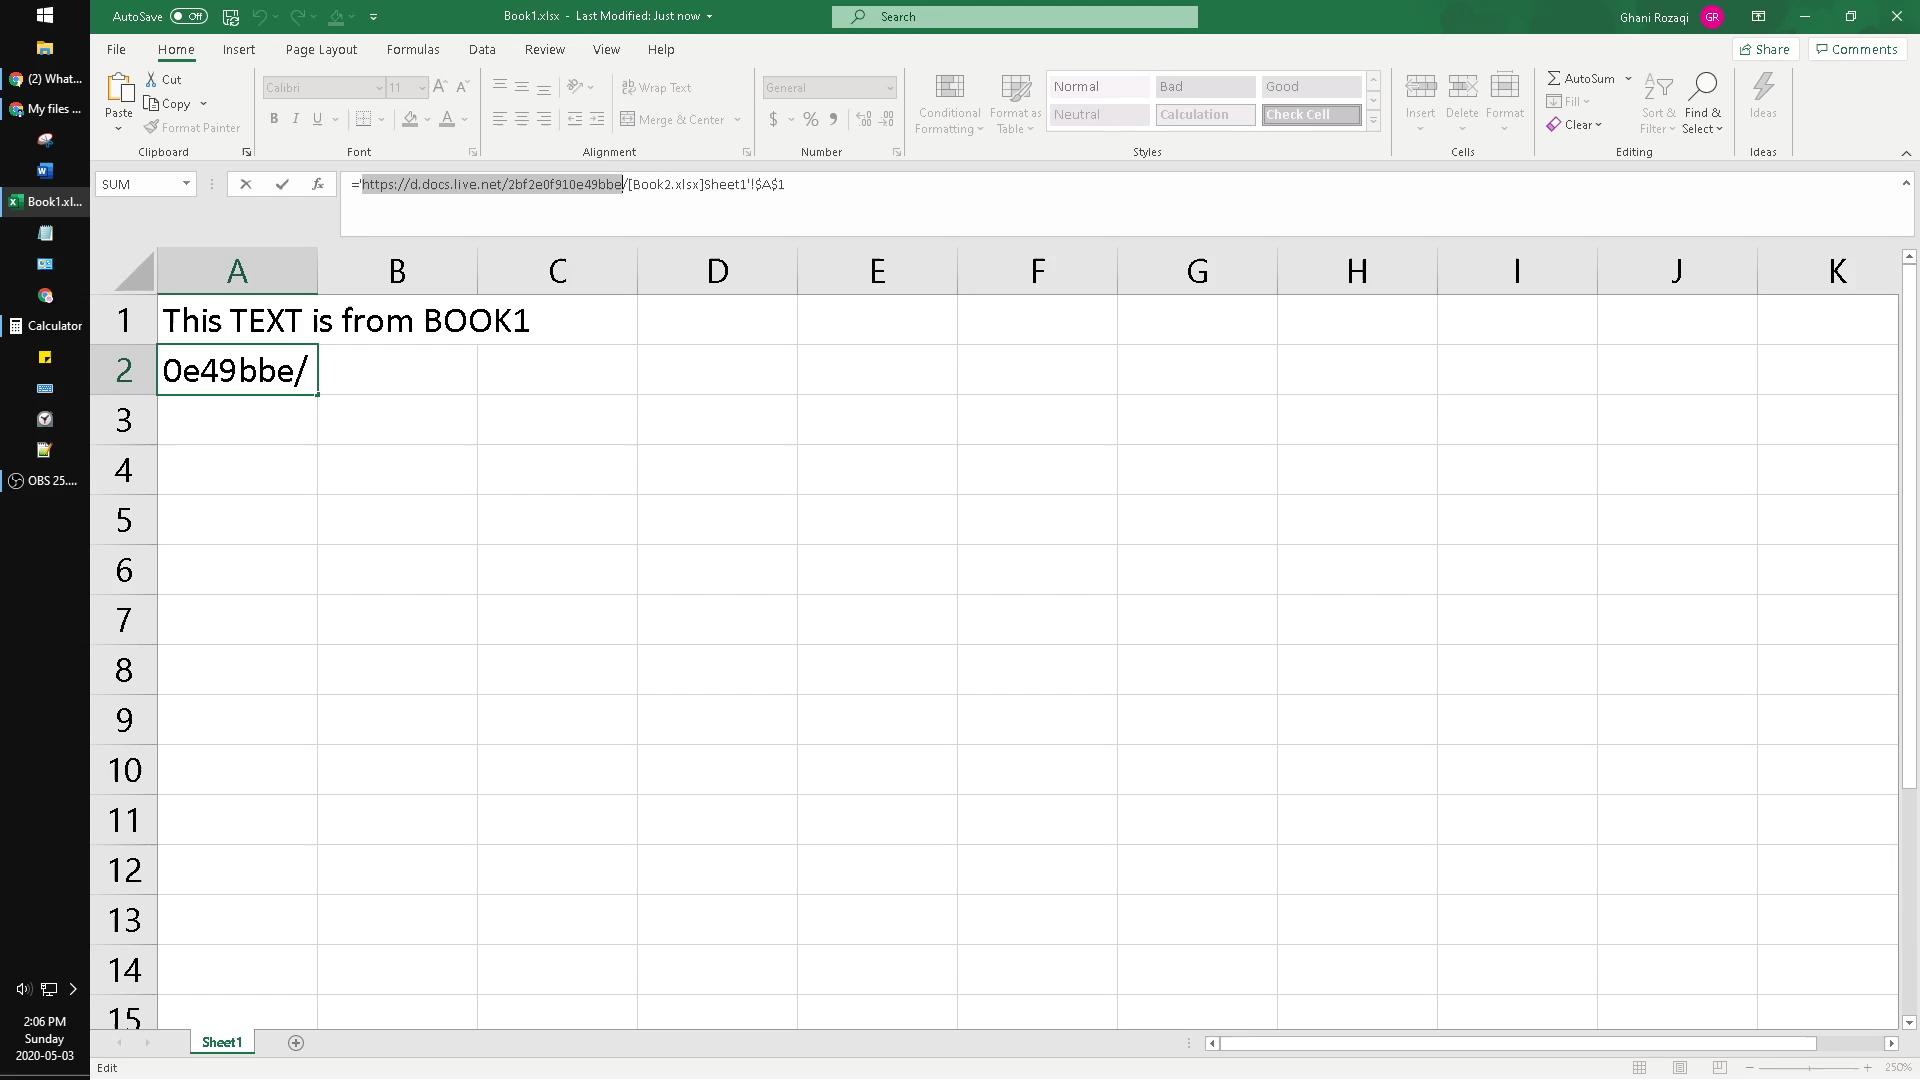 AutoSave Off
Book1.xlsx - Last Modified: Just now
Search
Ghani Rozaqi GR
File Home Insert Page Layout Formulas Data Review View Help
Share Comments
(2) What...
My files ...
Book1.xl...
Calculator
OBS 25....
Paste
Cut
Copy
Format Painter
Clipboard
Calibri 11
B I U
Font
Wrap Text
Merge & Center
Alignment
General
$ % 9
Number
Conditional Formatting
Format as Table
Normal Bad Good
Neutral Calculation Check Cell
Styles
Insert Delete Format
Cells
AutoSum
Fill
Clear
Sort & Filter
Find & Select
Editing
Ideas
Ideas
SUM fx ='https://d.docs.live.net/2bf2e0f910e49bbe/[Book2.xlsx]Sheet1'!$A$1
A B C D E F G H I J K
1 This TEXT is from BOOK1
2 0e49bbe/
3
4
5
6
7
8
9
10
11
12
13
14
15
Sheet1
2:06 PM
Sunday
2020-05-03
Edit
250%